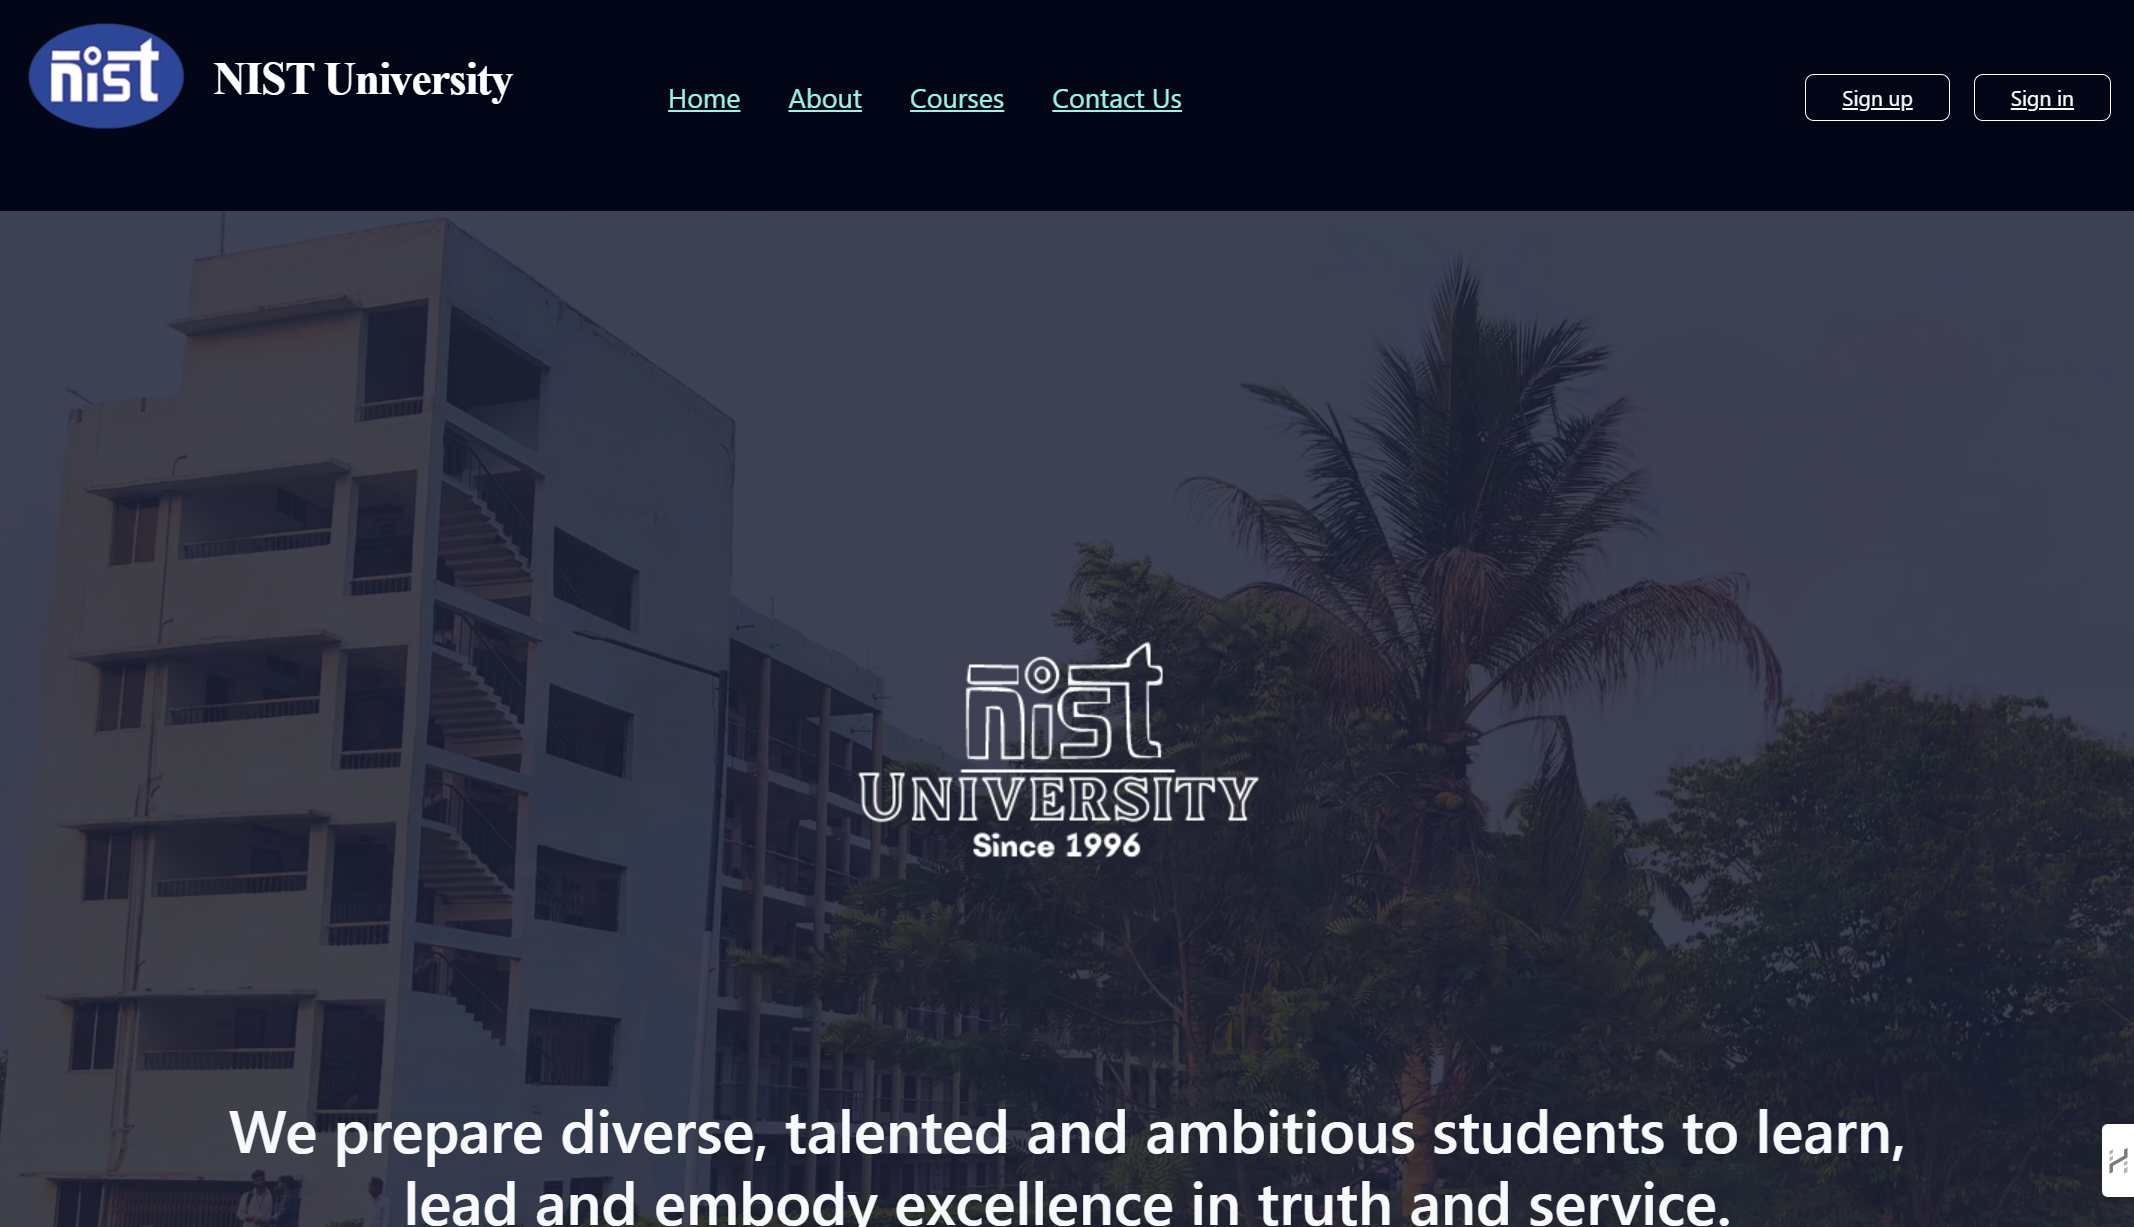 nist
NIST University
Home
About
Courses
Contact Us
Sign up
Sign in
nist
UNIVERSITY
Since 1996
We prepare diverse, talented and ambitious students to learn,
lead and embody excellence in truth and service.